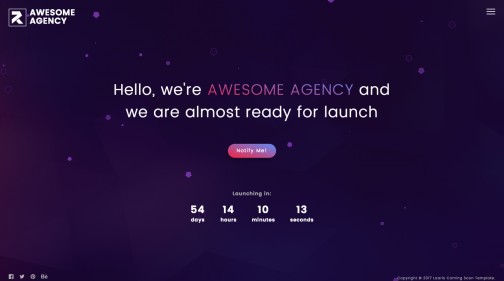 AWESOME
AGENCY
Hello, we're AWESOME AGENCY and
we are almost ready for launch
Notify Me!
Launching in:
54 14 10 13
days hours minutes seconds
Bē
Copyright © 2017 Lewis Coming Soon Template.